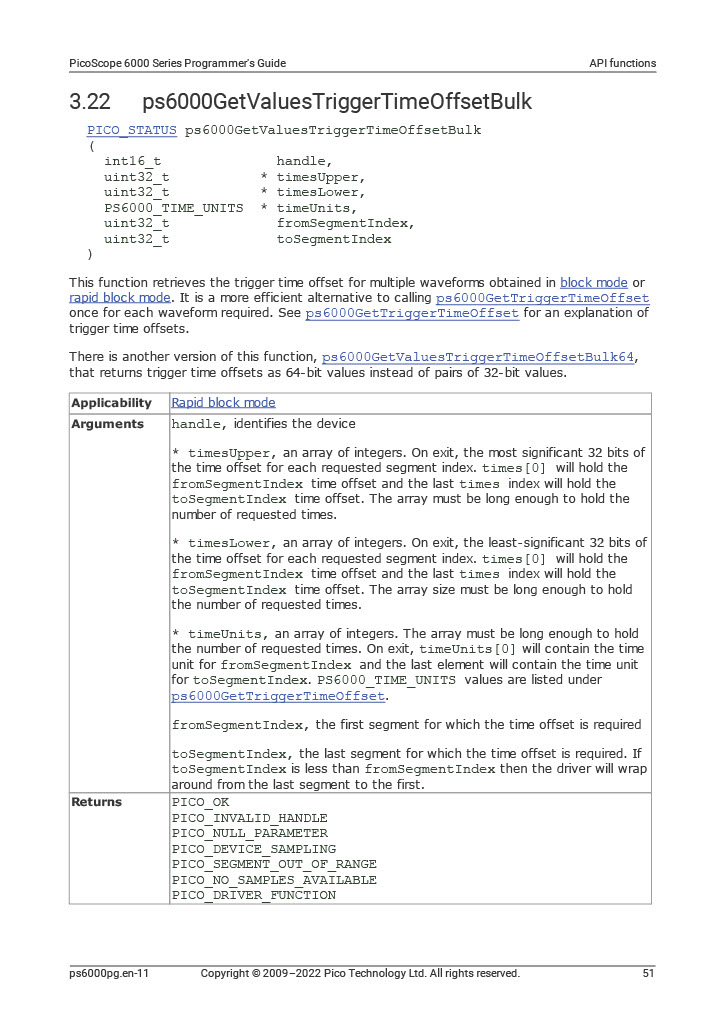 PicoScope 6000 Series Programmer's Guide API functions
3.22 ps6000GetValuesTriggerTimeOffsetBulk
PICO_STATUS ps6000GetValuesTriggerTimeOffsetBulk
(
int16_t handle,
uint32_t * timesUpper,
uint32_t * timesLower,
PS6000_TIME_UNITS * timeUnits,
uint32_t fromSegmentIndex,
uint32_t toSegmentIndex
)
This function retrieves the trigger time offset for multiple waveforms obtained in block mode or
rapid block mode. It is a more efficient alternative to calling ps6000GetTriggerTimeOffset
once for each waveform required. See ps6000GetTriggerTimeOffset for an explanation of
trigger time offsets.
There is another version of this function, ps6000GetValuesTriggerTimeOffsetBulk64,
that returns trigger time offsets as 64-bit values instead of pairs of 32-bit values.
Applicability Rapid block mode
Arguments handle, identifies the device
* timesUpper, an array of integers. On exit, the most significant 32 bits of
the time offset for each requested segment index. times[0] will hold the
fromSegmentIndex time offset and the last times index will hold the
toSegmentIndex time offset. The array must be long enough to hold the
number of requested times.
* timesLower, an array of integers. On exit, the least-significant 32 bits of
the time offset for each requested segment index. times[0] will hold the
fromSegmentIndex time offset and the last times index will hold the
toSegmentIndex time offset. The array size must be long enough to hold
the number of requested times.
* timeUnits, an array of integers. The array must be long enough to hold
the number of requested times. On exit, timeUnits[0] will contain the time
unit for fromSegmentIndex and the last element will contain the time unit
for toSegmentIndex. PS6000_TIME_UNITS values are listed under
ps6000GetTriggerTimeOffset.
fromSegmentIndex, the first segment for which the time offset is required
toSegmentIndex, the last segment for which the time offset is required. If
toSegmentIndex is less than fromSegmentIndex then the driver will wrap
around from the last segment to the first.
Returns PICO_OK
PICO_INVALID_HANDLE
PICO_NULL_PARAMETER
PICO_DEVICE_SAMPLING
PICO_SEGMENT_OUT_OF_RANGE
PICO_NO_SAMPLES_AVAILABLE
PICO_DRIVER_FUNCTION
ps6000pg.en-11 Copyright © 2009–2022 Pico Technology Ltd. All rights reserved. 51